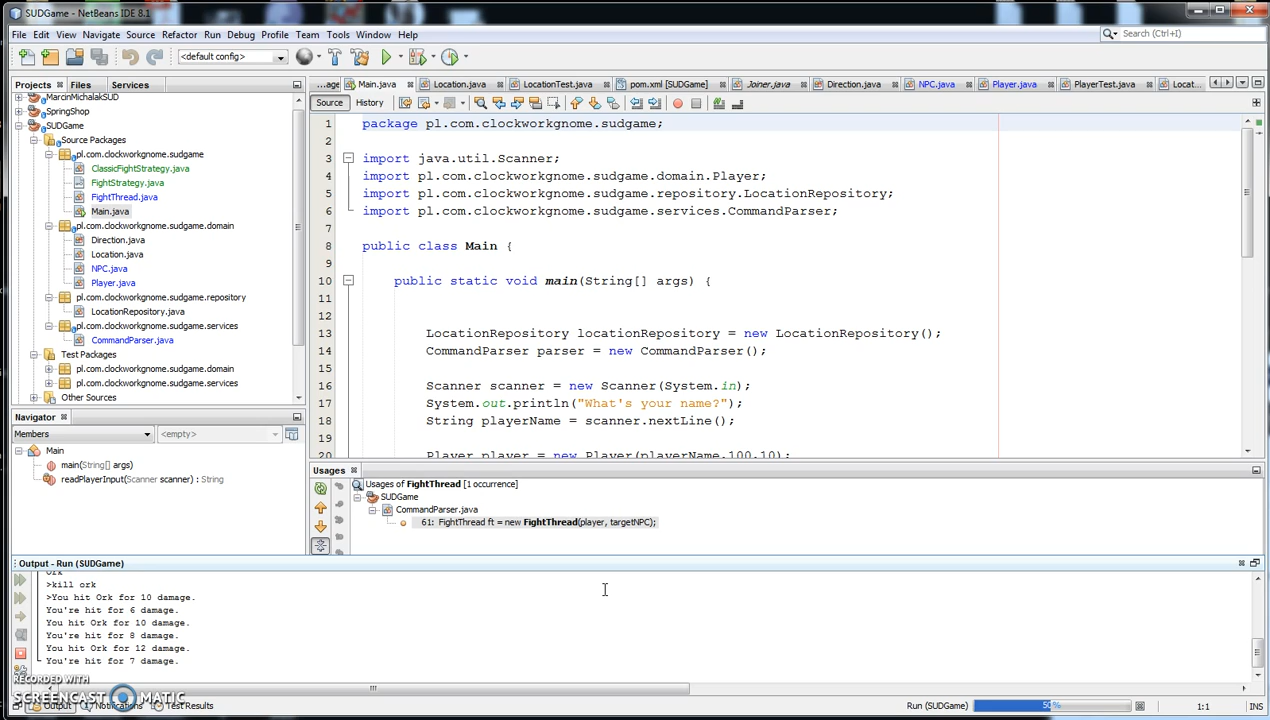 SUDGame - NetBeans IDE 8.1
File Edit View Navigate Source Refactor Run Debug Profile Team Tools Window Help
Search (Ctrl+I)
<default config>
Projects Files Services
...age Main.java Location.java LocationTest.java pom.xml [SUDGame] Joiner.java Direction.java NPC.java Player.java PlayerTest.java Locat...
Source History
MarcinMichalakSUD
SpringShop
SUDGame
Source Packages
pl.com.clockworkgnome.sudgame
ClassicFightStrategy.java
FightStrategy.java
FightThread.java
Main.java
pl.com.clockworkgnome.sudgame.domain
Direction.java
Location.java
NPC.java
Player.java
pl.com.clockworkgnome.sudgame.repository
LocationRepository.java
pl.com.clockworkgnome.sudgame.services
CommandParser.java
Test Packages
pl.com.clockworkgnome.sudgame.domain
pl.com.clockworkgnome.sudgame.services
Other Sources
1 package pl.com.clockworkgnome.sudgame;
2
3 import java.util.Scanner;
4 import pl.com.clockworkgnome.sudgame.domain.Player;
5 import pl.com.clockworkgnome.sudgame.repository.LocationRepository;
6 import pl.com.clockworkgnome.sudgame.services.CommandParser;
7
8 public class Main {
9
10 public static void main(String[] args) {
11
12
13 LocationRepository locationRepository = new LocationRepository();
14 CommandParser parser = new CommandParser();
15
16 Scanner scanner = new Scanner(System.in);
17 System.out.println("What's your name?");
18 String playerName = scanner.nextLine();
19
20 Player player = new Player(playerName,100,10);
Navigator
Members <empty>
Main
main(String[] args)
readPlayerInput(Scanner scanner) : String
Usages
Usages of FightThread [1 occurrence]
SUDGame
CommandParser.java
61: FightThread ft = new FightThread(player, targetNPC);
Output - Run (SUDGame)
Ork
>kill ork
>You hit Ork for 10 damage.
You're hit for 6 damage.
You hit Ork for 10 damage.
You're hit for 8 damage.
You hit Ork for 12 damage.
You're hit for 7 damage.
RECORDED WITH
SCREENCAST MATIC
Output Notifications Test Results
Run (SUDGame) 50% 1:1 INS